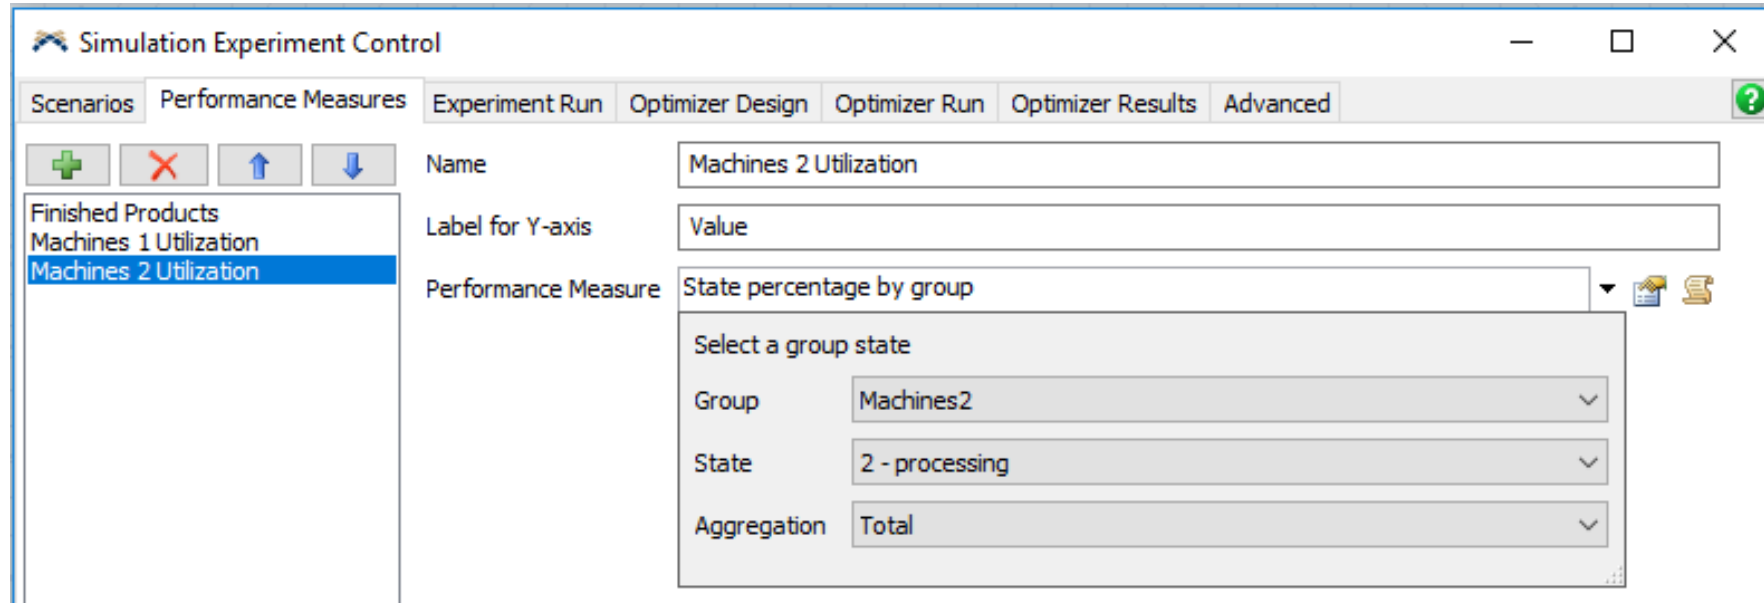 Simulation Experiment Control
Scenarios Performance Measures Experiment Run Optimizer Design Optimizer Run Optimizer Results Advanced ?
Finished Products
Machines 1 Utilization
Machines 2 Utilization
Name Machines 2 Utilization
Label for Y-axis Value
Performance Measure State percentage by group
Select a group state
Group Machines2
State 2 - processing
Aggregation Total